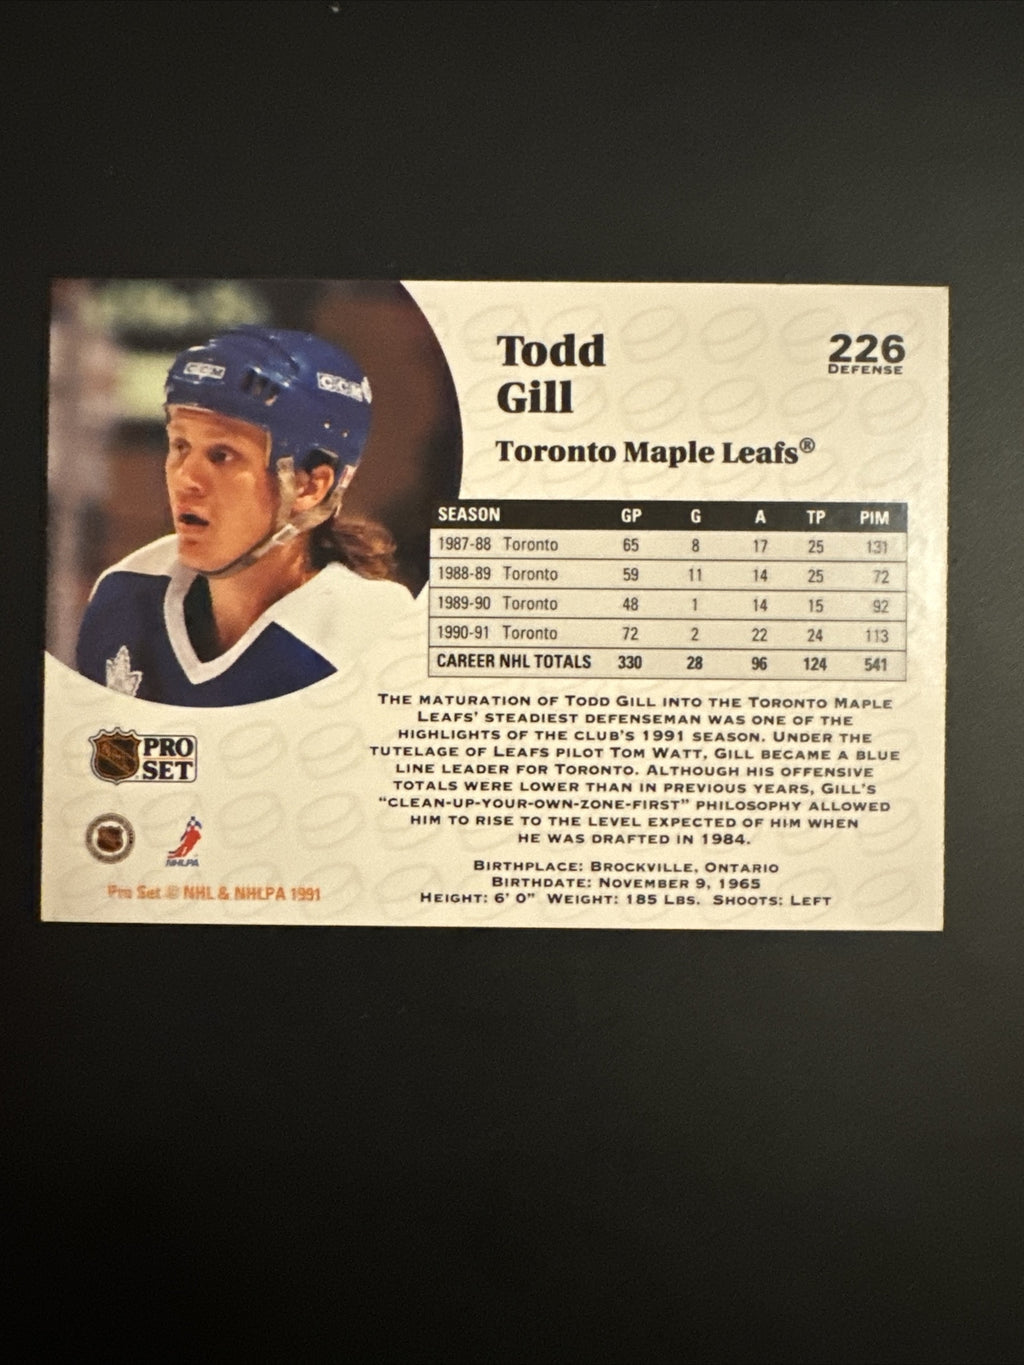 CCM
CCM
Todd
Gill
226
DEFENSE
Toronto Maple Leafs®
SEASON GP G A TP PIM
1987-88 Toronto 65 8 17 25 131
1988-89 Toronto 59 11 14 25 72
1989-90 Toronto 48 1 14 15 92
1990-91 Toronto 72 2 22 24 113
CAREER NHL TOTALS 330 28 96 124 541
THE MATURATION OF TODD GILL INTO THE TORONTO MAPLE
LEAFS' STEADIEST DEFENSEMAN WAS ONE OF THE
HIGHLIGHTS OF THE CLUB'S 1991 SEASON. UNDER THE
TUTELAGE OF LEAFS PILOT TOM WATT, GILL BECAME A BLUE
LINE LEADER FOR TORONTO. ALTHOUGH HIS OFFENSIVE
TOTALS WERE LOWER THAN IN PREVIOUS YEARS, GILL'S
"CLEAN-UP-YOUR-OWN-ZONE-FIRST" PHILOSOPHY ALLOWED
HIM TO RISE TO THE LEVEL EXPECTED OF HIM WHEN
HE WAS DRAFTED IN 1984.
BIRTHPLACE: BROCKVILLE, ONTARIO
BIRTHDATE: NOVEMBER 9, 1965
HEIGHT: 6' 0" WEIGHT: 185 LBS. SHOOTS: LEFT
PRO
SET
NHLPA
Pro Set © NHL & NHLPA 1991